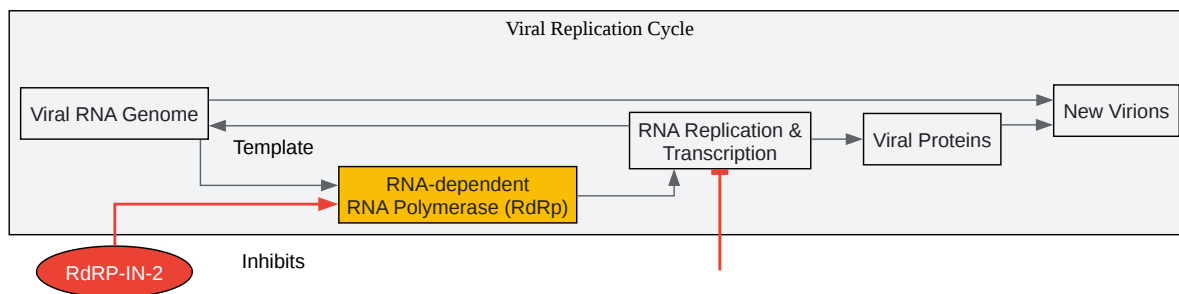 Viral Replication Cycle
Viral RNA Genome
New Virions
RNA Replication &
Transcription
Viral Proteins
Template
RNA-dependent
RNA Polymerase (RdRp)
Inhibits
RdRP-IN-2